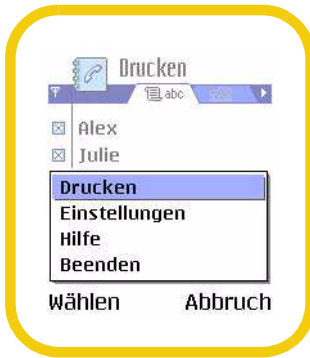 Drucken
abc
Alex
Julie
Drucken
Einstellungen
Hilfe
Beenden
Wählen Abbruch